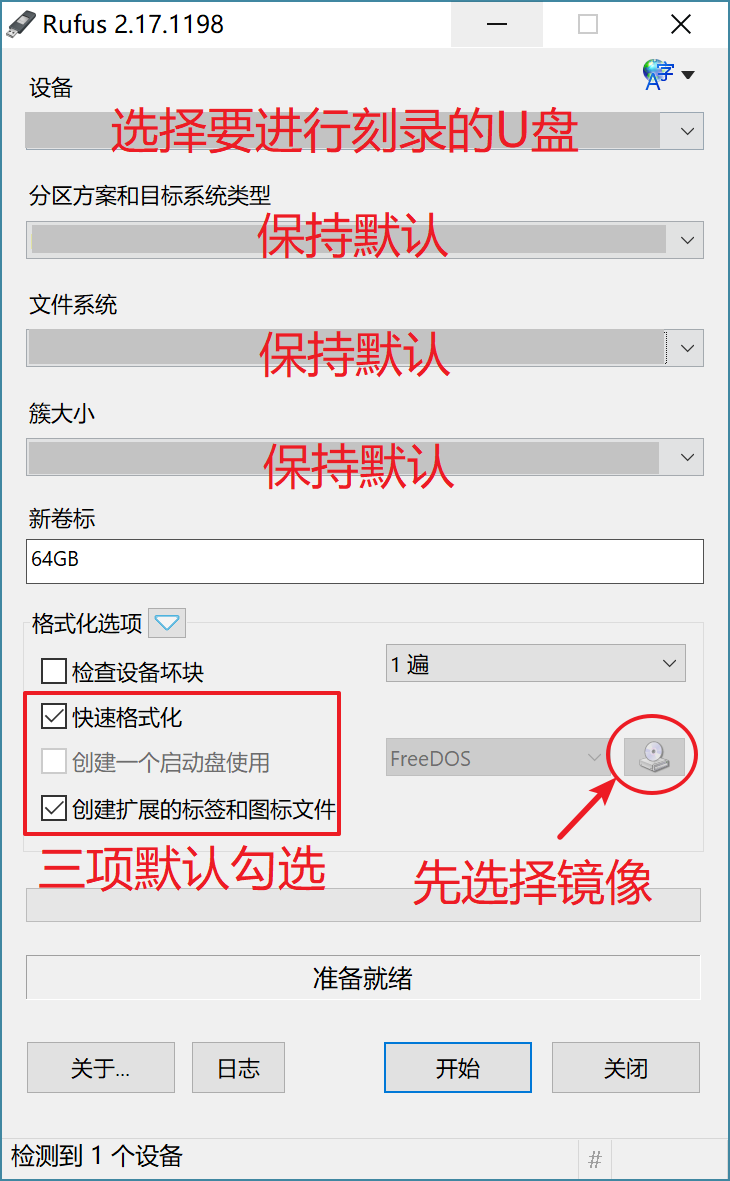 Rufus 2.17.1198
设备
选择要进行刻录的U盘
分区方案和目标系统类型
保持默认
文件系统
保持默认
簇大小
保持默认
新卷标
64GB
格式化选项
检查设备坏块
1 遍
快速格式化
创建一个启动盘使用
FreeDOS
创建扩展的标签和图标文件
三项默认勾选
先选择镜像
准备就绪
关于...
日志
开始
关闭
检测到 1 个设备
#